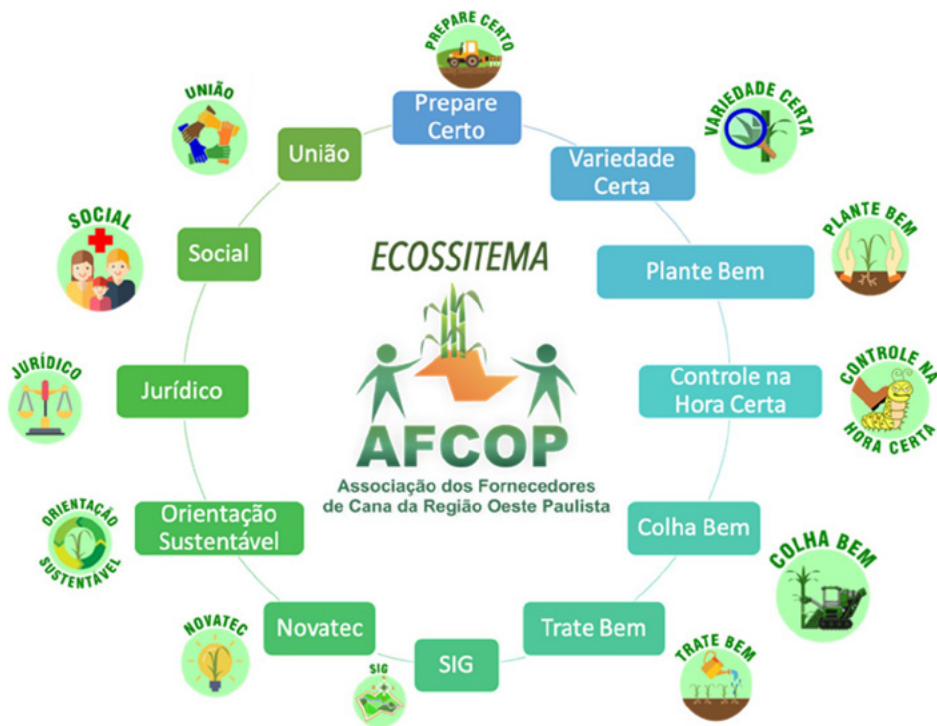 PREPARE CERTO
Prepare
Certo
VARIEDADE CERTA
Variedade
Certa
PLANTE BEM
Plante Bem
CONTROLE NA
HORA CERTA
Controle na
Hora Certa
COLHA BEM
Colha Bem
TRATE BEM
Trate Bem
SIG
SIG
NOVATEC
Novatec
ORIENTAÇÃO
SUSTENTÁVEL
Orientação
Sustentável
JURÍDICO
Jurídico
SOCIAL
Social
UNIÃO
União
ECOSSITEMA
AFCOP
Associação dos Fornecedores
de Cana da Região Oeste Paulista